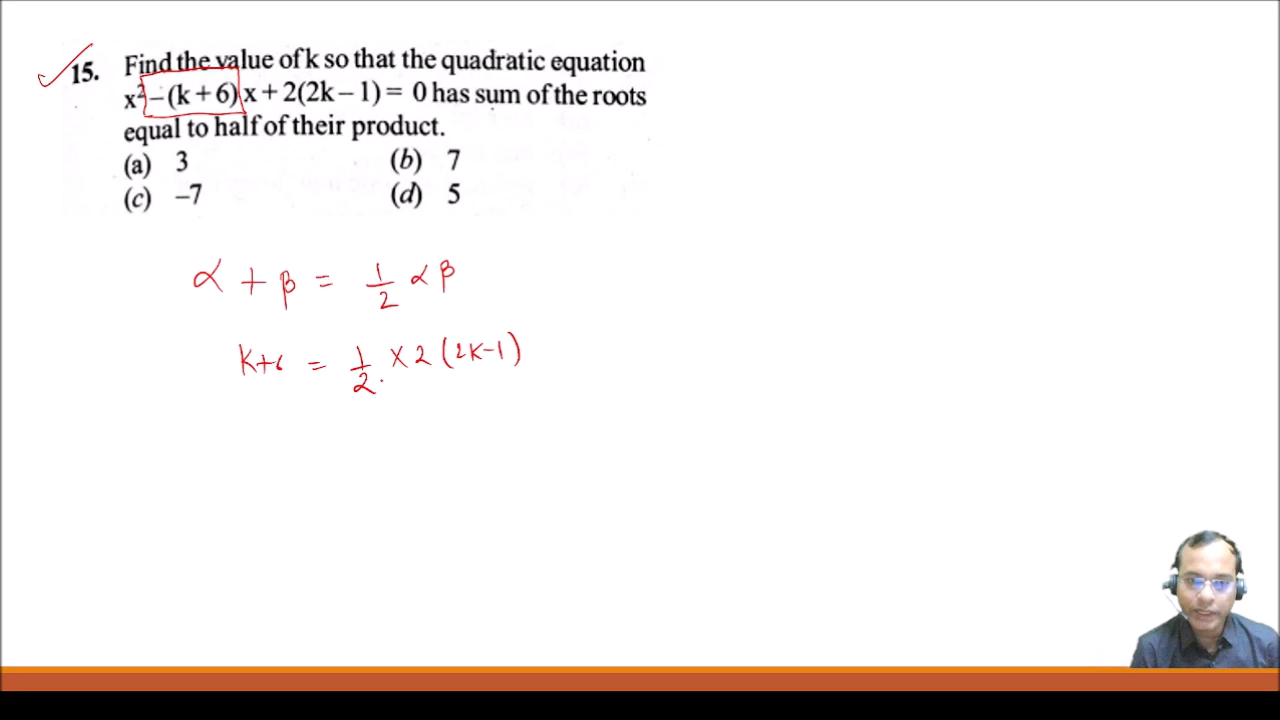 15. Find the value of k so that the quadratic equation
x² – (k + 6)x + 2(2k – 1) = 0 has sum of the roots
equal to half of their product.
(a) 3 (b) 7
(c) –7 (d) 5
α + β = 1/2 α β
k+6 = 1/2 × 2 (2k-1)